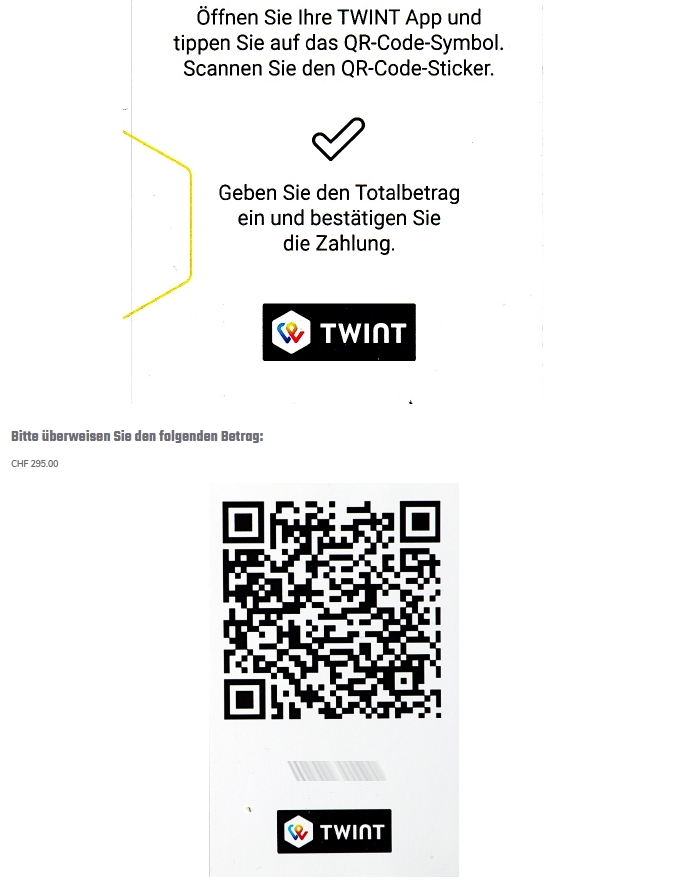 Öffnen Sie Ihre TWINT App und
tippen Sie auf das QR-Code-Symbol.
Scannen Sie den QR-Code-Sticker.
Geben Sie den Totalbetrag
ein und bestätigen Sie
die Zahlung.
TWINT
Bitte überweisen Sie den folgenden Betrag:
CHF 295.00
TWINT